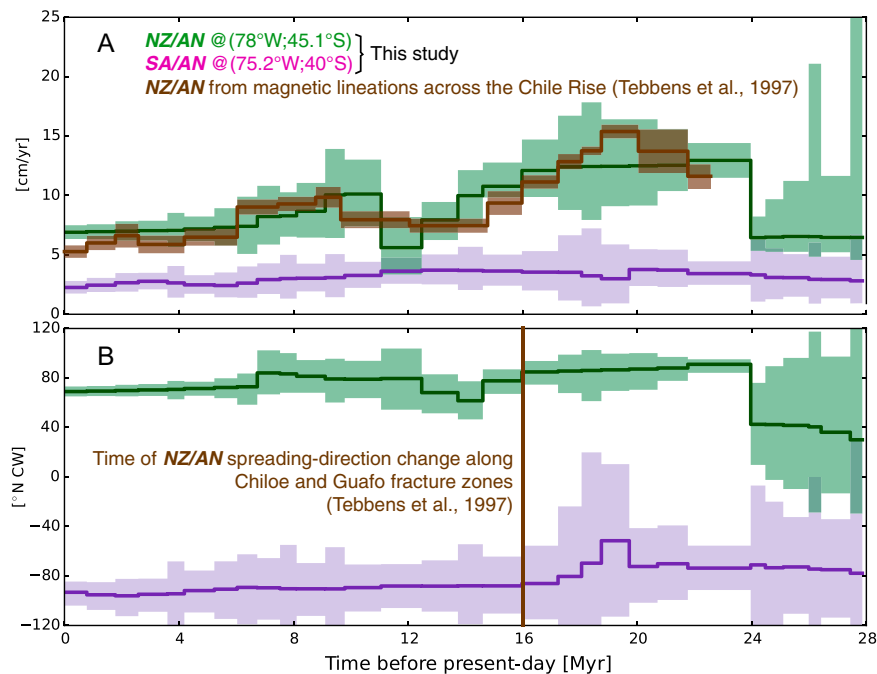 A
NZ/AN @(78°W;45.1°S)
SA/AN @(75.2°W;40°S)
} This study
NZ/AN from magnetic lineations across the Chile Rise (Tebbens et al., 1997)
25
20
15
10
5
0
[cm/yr]
B
120
80
40
0
−40
−80
−120
[°N CW]
Time of NZ/AN spreading-direction change along
Chiloe and Guafo fracture zones
(Tebbens et al., 1997)
0 4 8 12 16 20 24 28
Time before present-day [Myr]